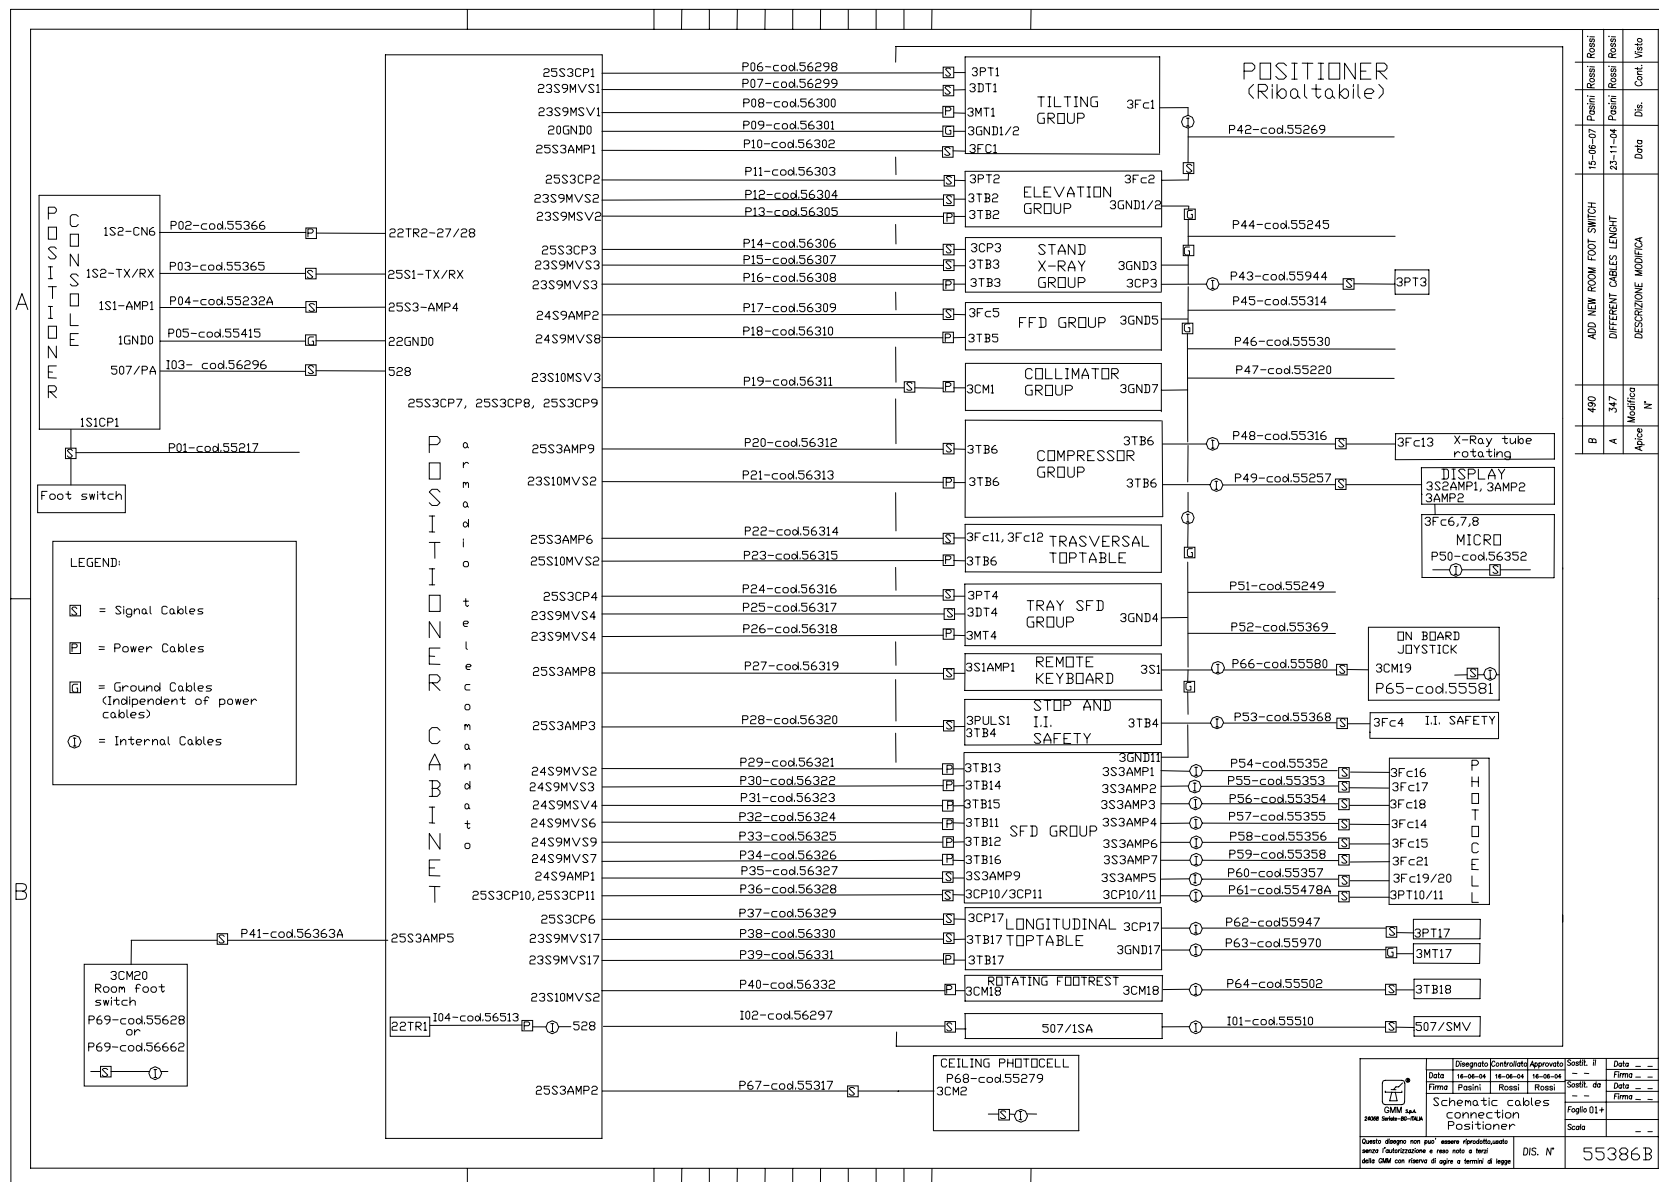 POSITIONER
(Ribaltabile)
POSITIONER
CONSOLE
1S2-CN6
1S2-TX/RX
1S1-AMP1
1GND0
507/PA
1S1CP1
P02-cod.55366
P
22TR2-27/28
P03-cod.55365
S
25S1-TX/RX
P04-cod.55232A
S
25S3-AMP4
P05-cod.55415
G
22GND0
I03- cod.56296
S
528
S
P01-cod.55217
Foot switch
LEGEND:
S = Signal Cables
P = Power Cables
G = Ground Cables
(Indipendent of power
cables)
I = Internal Cables
P41-cod.56363A
S
25S3AMP5
3CM20
Room foot
switch
P69-cod.55628
or
P69-cod.56662
S I
22TR1
I04-cod.56513
P I 528
POSITIONER CABINET
armadio telecomandato
25S3CP1 P06-cod.56298 S 3PT1
23S9MVS1 P07-cod.56299 S 3DT1
23S9MSV1 P08-cod.56300 P 3MT1
20GND0 P09-cod.56301 G 3GND1/2
25S3AMP1 P10-cod.56302 S 3FC1
TILTING
GROUP
3Fc1
I
P42-cod.55269
S
25S3CP2 P11-cod.56303 S 3PT2
23S9MVS2 P12-cod.56304 S 3TB2
23S9MSV2 P13-cod.56305 P 3TB2
ELEVATION
GROUP
3Fc2
3GND1/2
G
P44-cod.55245
G
25S3CP3 P14-cod.56306 S 3CP3
23S9MVS3 P15-cod.56307 S 3TB3
23S9MVS3 P16-cod.56308 P 3TB3
STAND
X-RAY
GROUP
3GND3
3CP3 I P43-cod.55944 S 3PT3
P45-cod.55314
24S9AMP2 P17-cod.56309 S 3Fc5
24S9MVS8 P18-cod.56310 P 3TB5
FFD GROUP
3GND5
G
P46-cod.55530
P47-cod.55220
23S10MSV3
P19-cod.56311 S P 3CM1
25S3CP7, 25S3CP8, 25S3CP9
COLLIMATOR
GROUP
3GND7
25S3AMP9 P20-cod.56312 S 3TB6
23S10MVS2 P21-cod.56313 P 3TB6
COMPRESSOR
GROUP
3TB6 I P48-cod.55316 S 3Fc13 X-Ray tube
rotating
3TB6 I P49-cod.55257 S
DISPLAY
3S2AMP1, 3AMP2
3AMP2
3Fc6,7,8
MICRO
P50-cod.56352
I S
I
G
25S3AMP6 P22-cod.56314 S 3Fc11, 3Fc12
25S10MVS2 P23-cod.56315 P 3TB6
TRASVERSAL
TOPTABLE
P51-cod.55249
25S3CP4 P24-cod.56316 S 3PT4
23S9MVS4 P25-cod.56317 S 3DT4
23S9MVS4 P26-cod.56318 P 3MT4
TRAY SFD
GROUP
3GND4
P52-cod.55369
25S3AMP8 P27-cod.56319 S 3S1AMP1
REMOTE
KEYBOARD
3S1 I P66-cod.55580 S
ON BOARD
JOYSTICK
3CM19
S I
P65-cod.55581
G
25S3AMP3 P28-cod.56320 S 3PULS1
3TB4
STOP AND
I.I.
SAFETY
3TB4 I P53-cod.55368 S 3Fc4 I.I. SAFETY
3GND11
24S9MVS2 P29-cod.56321 P 3TB13
24S9MVS3 P30-cod.56322 P 3TB14
24S9MSV4 P31-cod.56323 P 3TB15
24S9MVS6 P32-cod.56324 P 3TB11
24S9MVS9 P33-cod.56325 P 3TB12
24S9MVS7 P34-cod.56326 P 3TB16
24S9AMP1 P35-cod.56327 S 3S3AMP9
25S3CP10,25S3CP11 P36-cod.56328 S 3CP10/3CP11
SFD GROUP
3S3AMP1 I P54-cod.55352 S 3Fc16
3S3AMP2 I P55-cod.55353 S 3Fc17
3S3AMP3 I P56-cod.55354 S 3Fc18
3S3AMP4 I P57-cod.55355 S 3Fc14
3S3AMP6 I P58-cod.55356 S 3Fc15
3S3AMP7 I P59-cod.55358 S 3Fc21
3S3AMP5 I P60-cod.55357 S 3Fc19/20
3CP10/11 I P61-cod.55478A S 3PT10/11
PHOTOCELL
25S3CP6 P37-cod.56329 S 3CP17
23S9MVS17 P38-cod.56330 S 3TB17
23S9MVS17 P39-cod.56331 P 3TB17
LONGITUDINAL
TOPTABLE
3CP17 I P62-cod.55947 S 3PT17
3GND17 I P63-cod.55970 G 3MT17
23S10MVS2 P40-cod.56332 P 3CM18
ROTATING FOOTREST
3CM18 I P64-cod.55502 S 3TB18
I02-cod.56297 S 507/1SA I I01-cod.55510 S 507/SMV
25S3AMP2 P67-cod.55317 S
CEILING PHOTOCELL
P68-cod.55279
3CM2
S I
A
B
B 490 ADD NEW ROOM FOOT SWITCH 15-06-07 Pasini Rossi Rossi
A 347 DIFFERENT CABLES LENGHT 23-11-04 Pasini Rossi Rossi
Apice Modifica N° DESCRIZIONE MODIFICA Data Dis. Cont. Visto
GMM S.p.A.
24068 Seriate-BG-ITALIA
Disegnato Controllato Approvato
Data 16-06-04 16-06-04 16-06-04
Firma Pasini Rossi Rossi
Schematic cables
connection
Positioner
Sostit. il Data _ _
- - Firma _ _
Sostit. da Data _ _
- - Firma _ _
Foglio 01+
Scala _ _
Questo disegno non puo' essere riprodotto,usato
senza l'autorizzazione e reso noto a terzi
della GMM con riserva di agire a termini di legge
DIS. N°
55386B